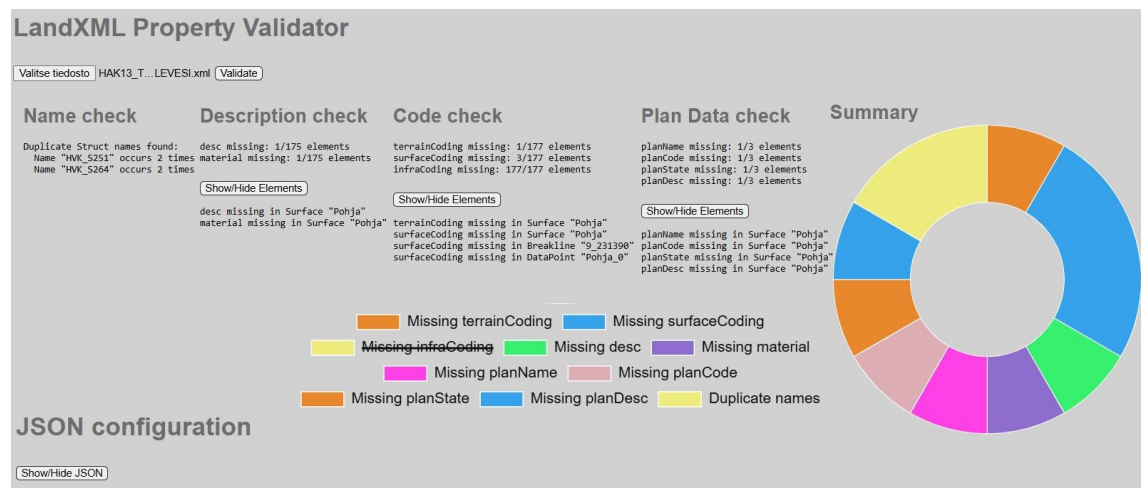 LandXML Property Validator
Valitse tiedosto HAK13_T...LEVESI.xml Validate
Name check
Duplicate Struct names found:
Name "HVK_S251" occurs 2 times
Name "HVK_S264" occurs 2 times
Description check
desc missing: 1/175 elements
material missing: 1/175 elements
Show/Hide Elements
desc missing in Surface "Pohja"
material missing in Surface "Pohja"
Code check
terrainCoding missing: 1/177 elements
surfaceCoding missing: 3/177 elements
infraCoding missing: 177/177 elements
Show/Hide Elements
terrainCoding missing in Surface "Pohja"
surfaceCoding missing in Surface "Pohja"
surfaceCoding missing in Breakline "9_231390"
surfaceCoding missing in DataPoint "Pohja_0"
Plan Data check
planName missing: 1/3 elements
planCode missing: 1/3 elements
planState missing: 1/3 elements
planDesc missing: 1/3 elements
Show/Hide Elements
planName missing in Surface "Pohja"
planCode missing in Surface "Pohja"
planState missing in Surface "Pohja"
planDesc missing in Surface "Pohja"
Summary
Missing terrainCoding Missing surfaceCoding
Missing infraCoding Missing desc Missing material
Missing planName Missing planCode
Missing planState Missing planDesc Duplicate names
JSON configuration
Show/Hide JSON